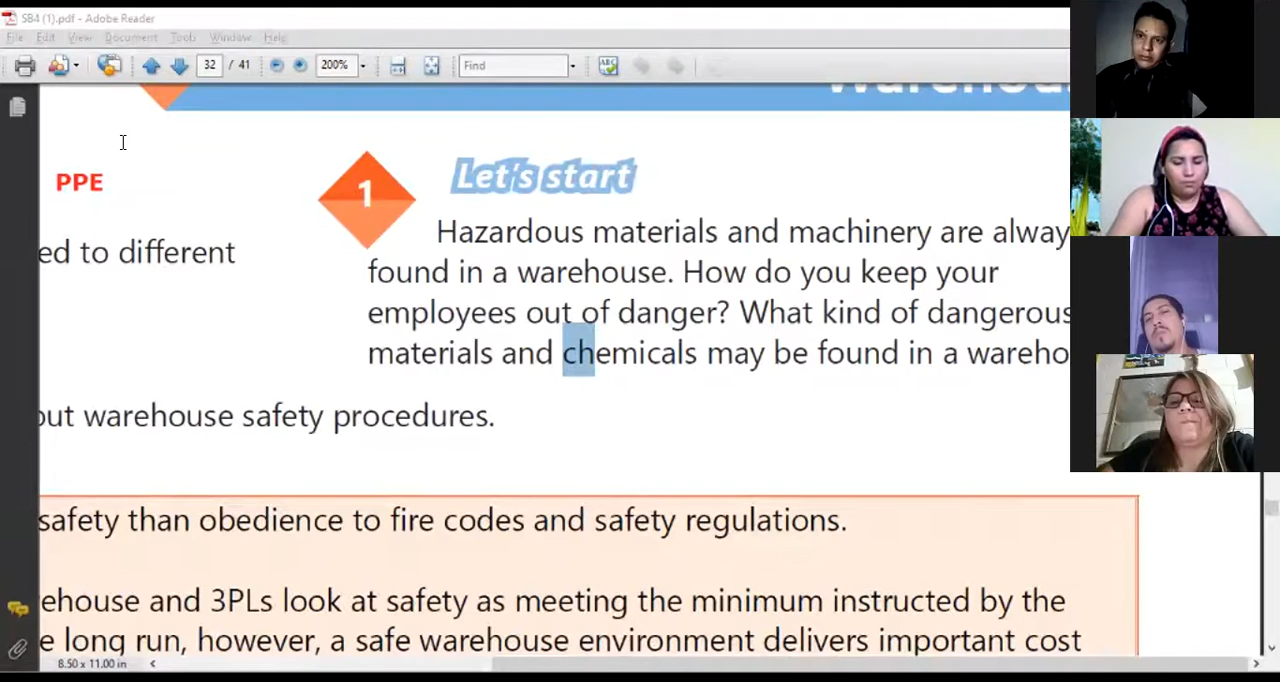 SB4 (1).pdf - Adobe Reader
File Edit View Document Tools Window Help
32 / 41 200% Find
PPE
1
Let's start
Hazardous materials and machinery are alway
found in a warehouse. How do you keep your
ed to different
employees out of danger? What kind of dangerous
materials and chemicals may be found in a wareho
out warehouse safety procedures.
safety than obedience to fire codes and safety regulations.
ehouse and 3PLs look at safety as meeting the minimum instructed by the
e long run, however, a safe warehouse environment delivers important cost
8.50 x 11.00 in